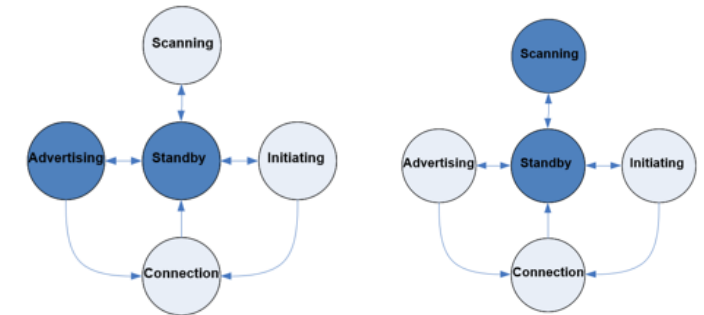 Scanning
Advertising
Standby
Initiating
Connection
Scanning
Advertising
Standby
Initiating
Connection